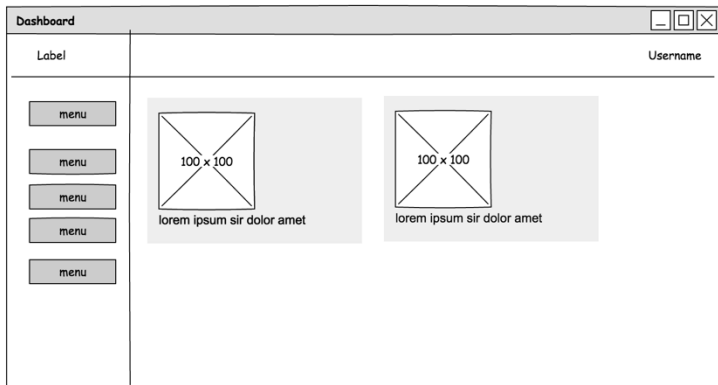 Dashboard
Label
Username
menu
menu
menu
menu
menu
100 x 100
lorem ipsum sir dolor amet
100 x 100
lorem ipsum sir dolor amet